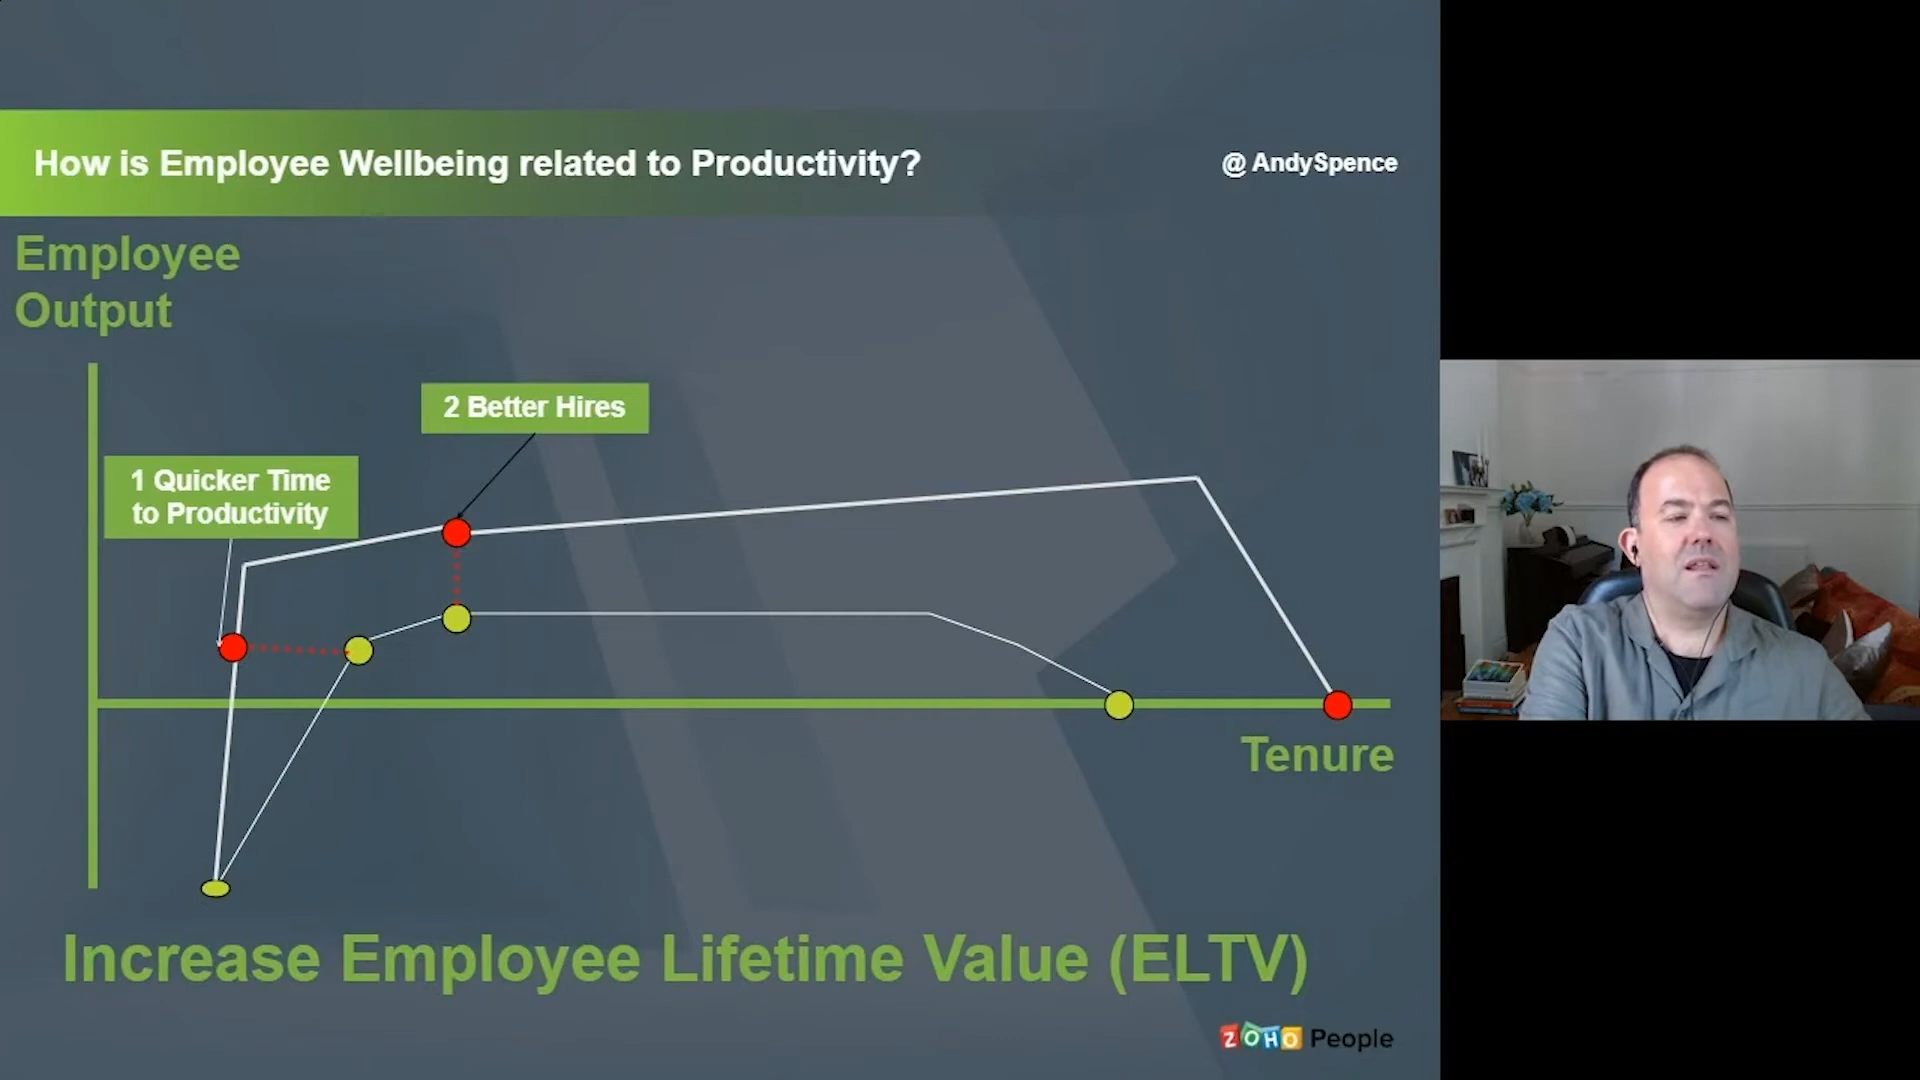 How is Employee Wellbeing related to Productivity?
@AndySpence
Employee
Output
2 Better Hires
1 Quicker Time
to Productivity
Tenure
Increase Employee Lifetime Value (ELTV)
ZOHO People